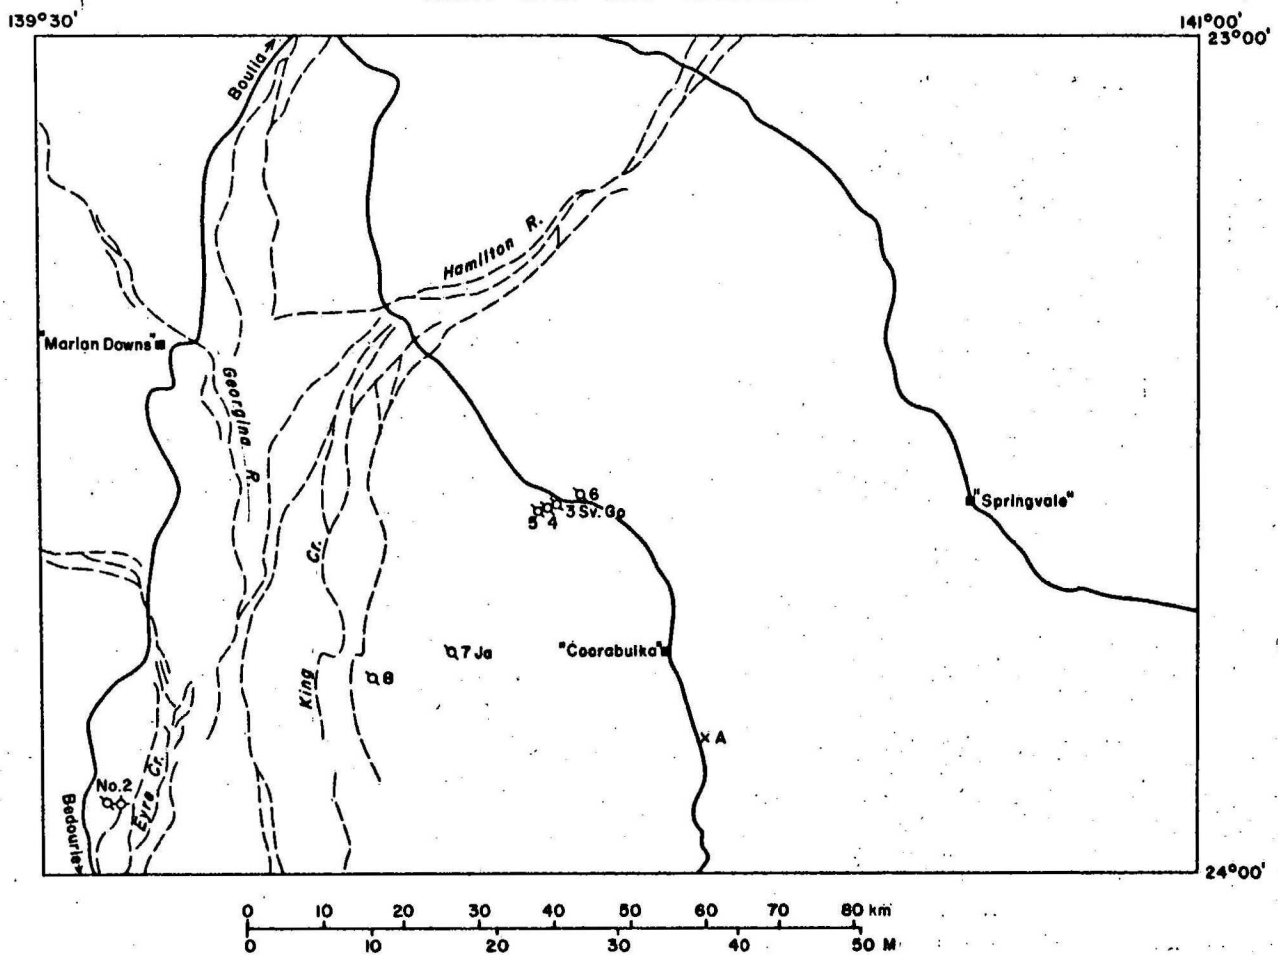 139°30'
141°00'
23°00'
Boulia
Hamilton R.
"Marion Downs"
Georgina R.
6
5 4 3 Sv. Gp
"Springvale"
Cr.
7 Ja
"Coorabulka"
King
8
A
No.2
Eyre Cr.
Bedourie
24°00'
0 10 20 30 40 50 60 70 80 km
0 10 20 30 40 50 M